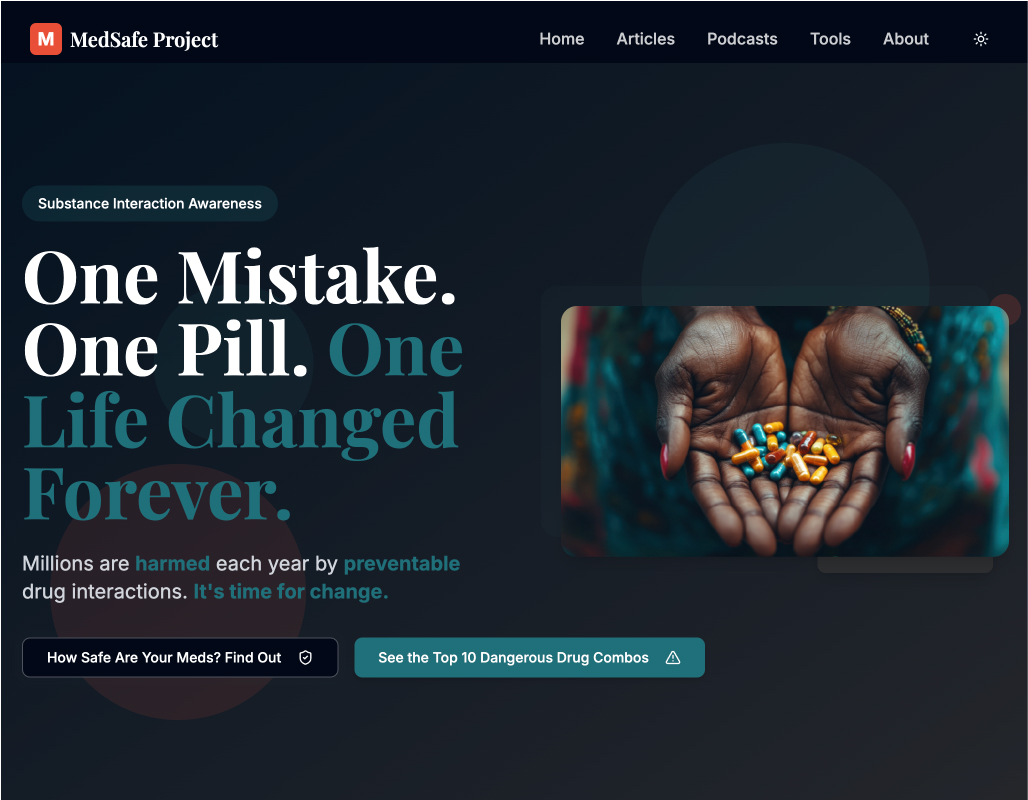 M MedSafe Project
Home Articles Podcasts Tools About
Substance Interaction Awareness
One Mistake.
One Pill. One
Life Changed
Forever.
Millions are harmed each year by preventable
drug interactions. It's time for change.
How Safe Are Your Meds? Find Out
See the Top 10 Dangerous Drug Combos